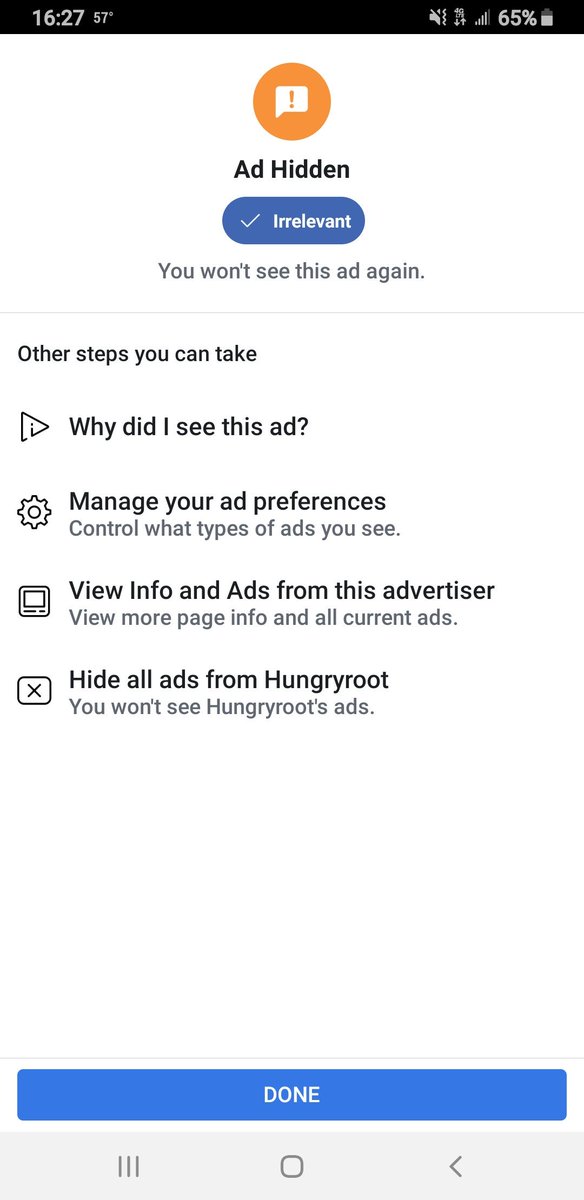 16:27 57° 65%
Ad Hidden
Irrelevant
You won't see this ad again.
Other steps you can take
Why did I see this ad?
Manage your ad preferences
Control what types of ads you see.
View Info and Ads from this advertiser
View more page info and all current ads.
Hide all ads from Hungryroot
You won't see Hungryroot's ads.
DONE